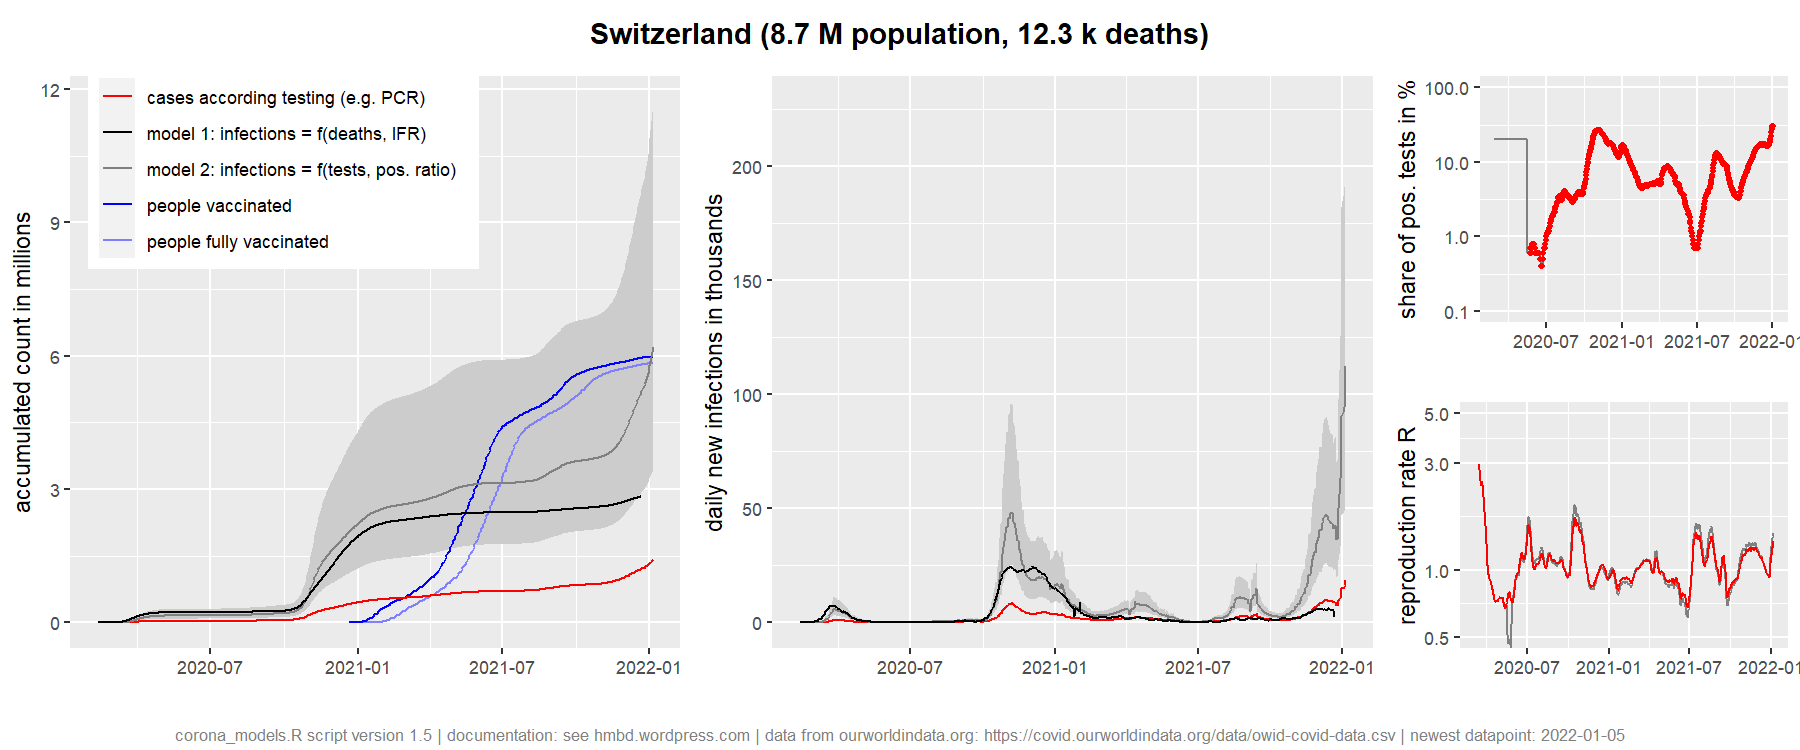 Switzerland (8.7 M population, 12.3 k deaths)
accumulated count in millions
12
9
6
3
0
cases according testing (e.g. PCR)
model 1: infections = f(deaths, IFR)
model 2: infections = f(tests, pos. ratio)
people vaccinated
people fully vaccinated
2020-07 2021-01 2021-07 2022-01
daily new infections in thousands
200
150
100
50
0
2020-07 2021-01 2021-07 2022-01
share of pos. tests in %
100.0
10.0
1.0
0.1
2020-07 2021-01 2021-07 2022-01
reproduction rate R
5.0
3.0
1.0
0.5
2020-07 2021-01 2021-07 2022-01
corona_models.R script version 1.5 | documentation: see hmbd.wordpress.com | data from ourworldindata.org: https://covid.ourworldindata.org/data/owid-covid-data.csv | newest datapoint: 2022-01-05